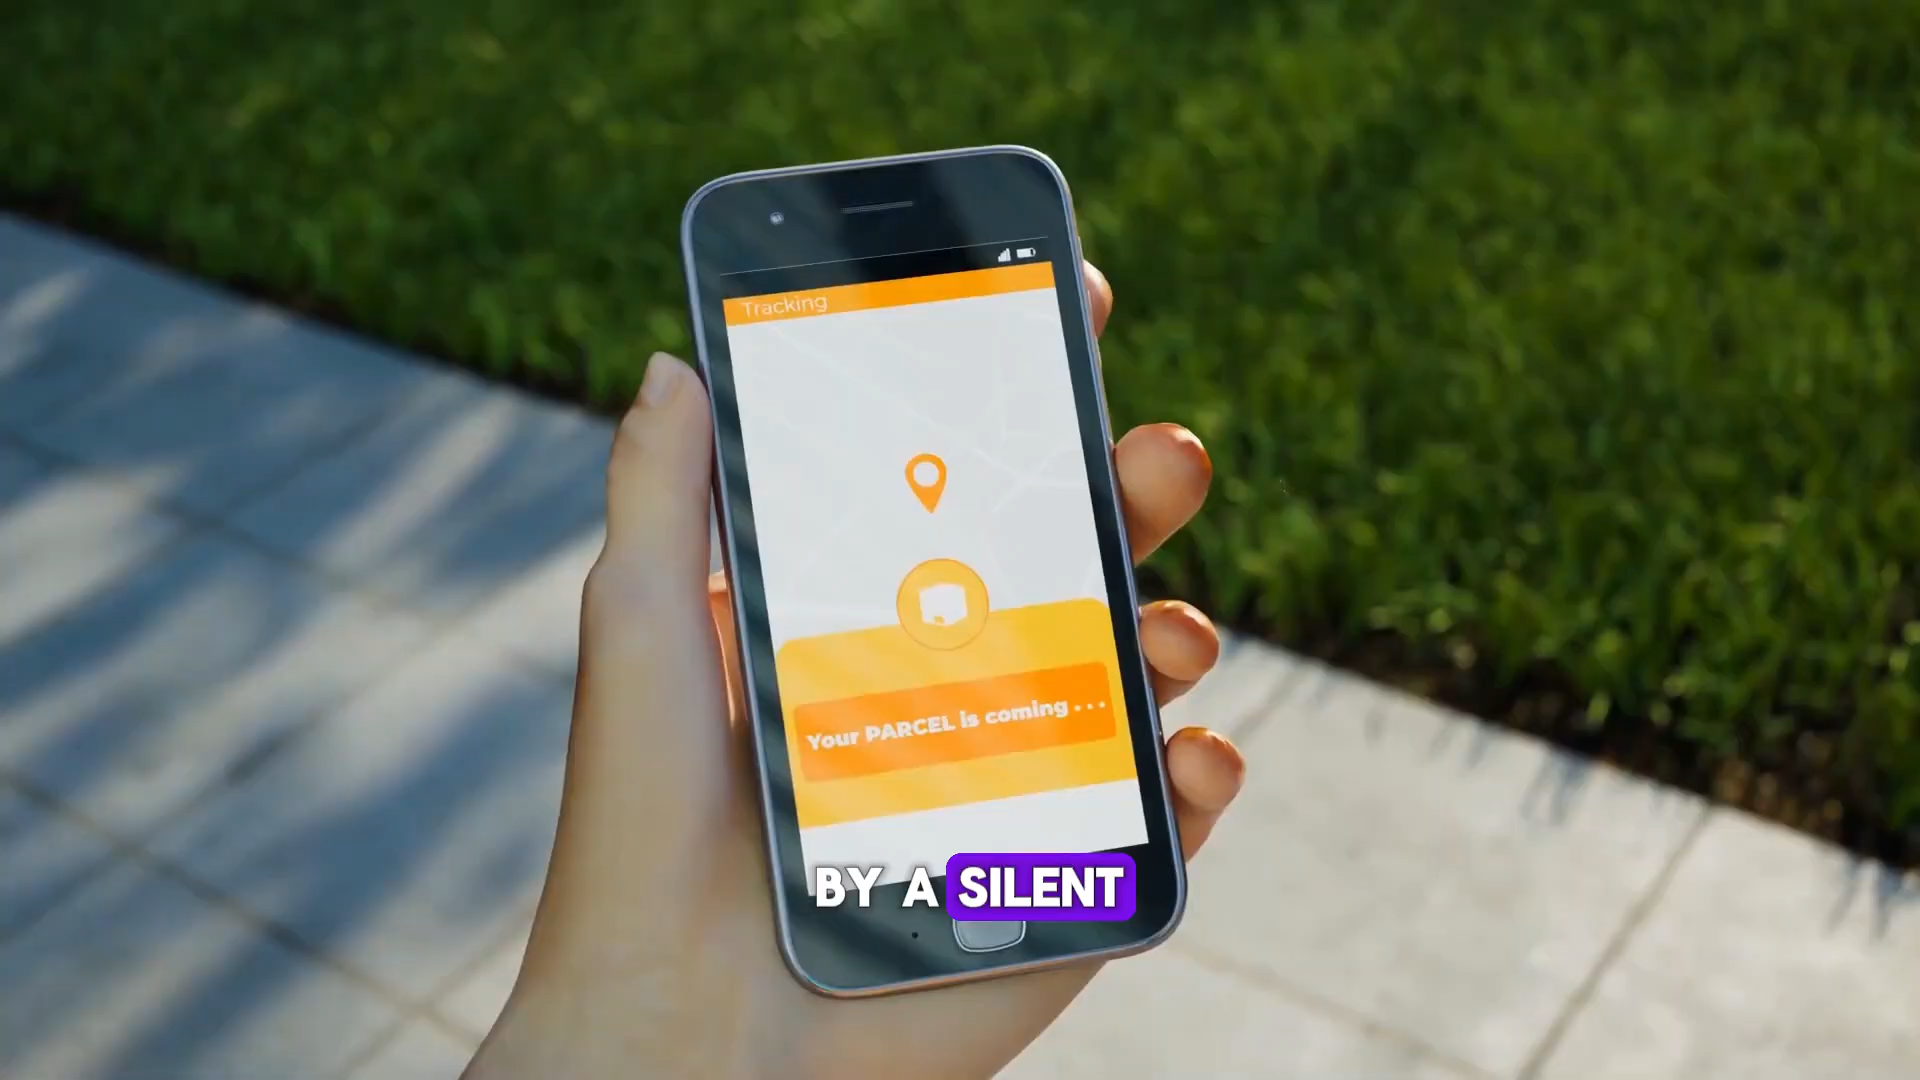 Tracking
Your PARCEL is coming . . .
BY A SILENT